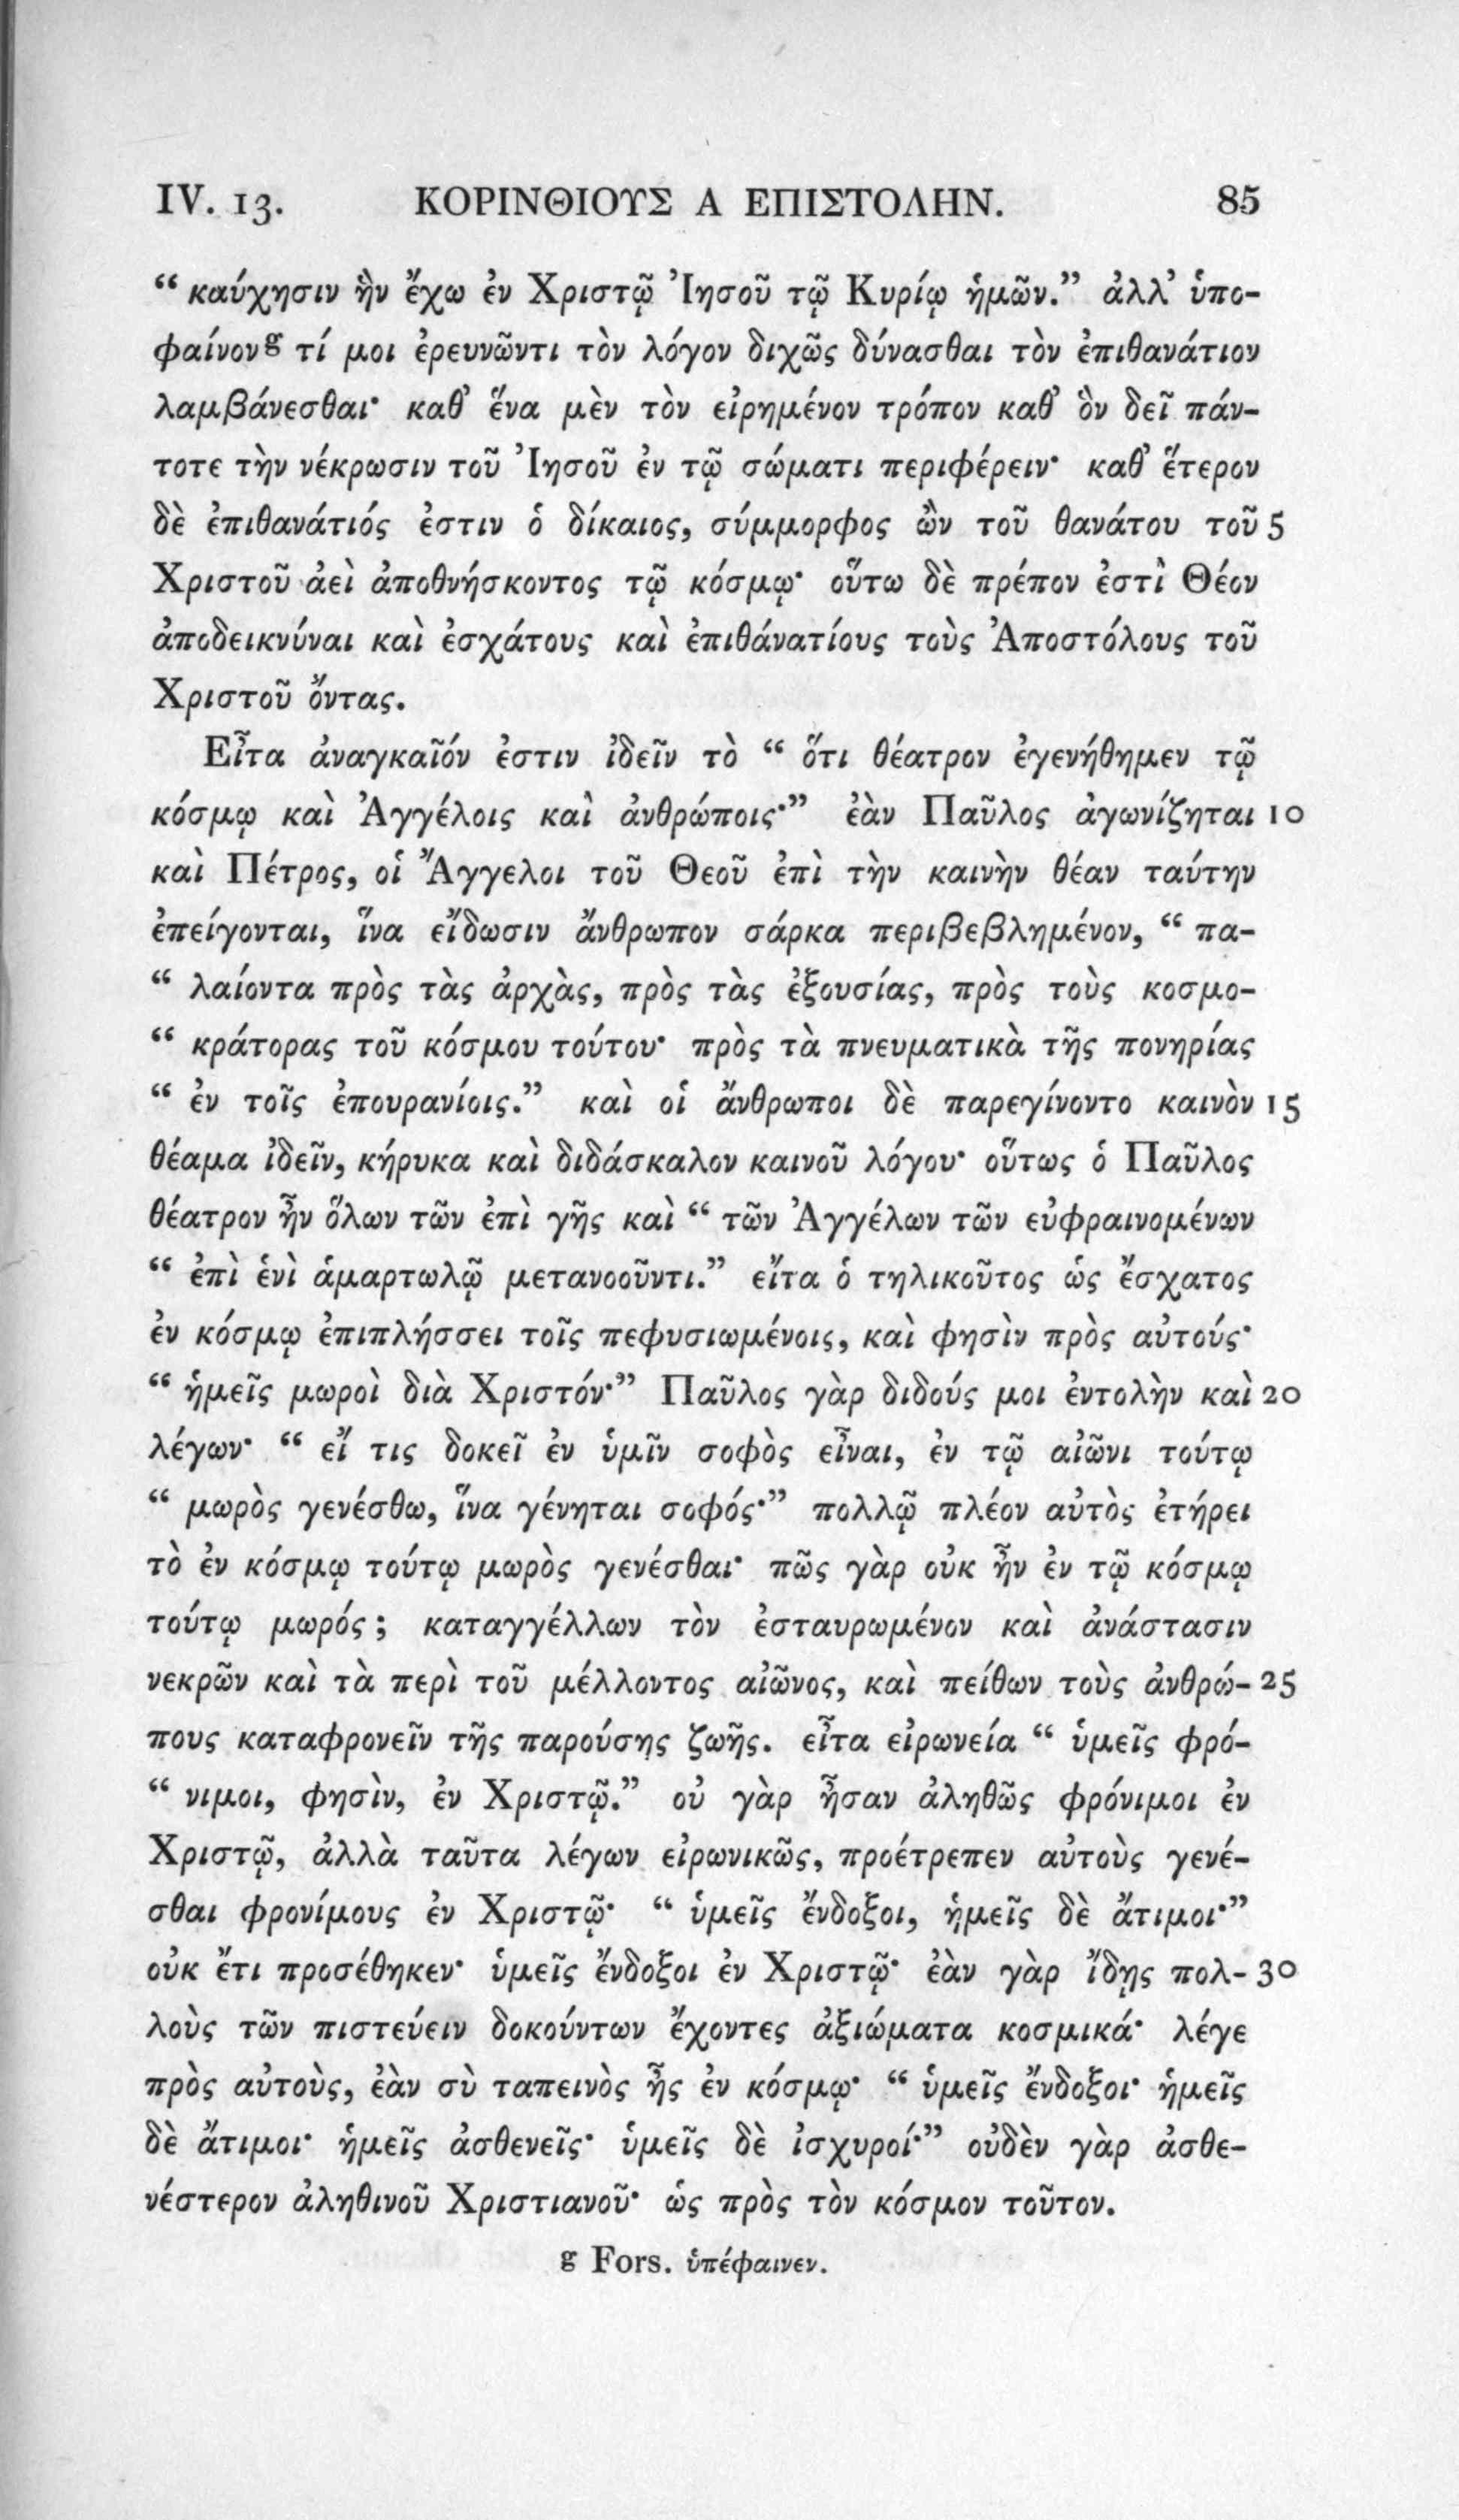 IV. 13. ΚΟΡΙΝΘΙΟΥΣ Α ΕΠΙΣΤΟΛΗΝ. 85
“ καύχησιν ἣν ἔχω ἐν Χριστῷ Ἰησοῦ τῷ Κυρίῳ ἡμῶν.” ἀλλ’ ὑπο-
φαίνον g τί μοι ἐρευνῶντι τὸν λόγον διχῶς δύνασθαι τὸν ἐπιθανάτιον
λαμβάνεσθαι· καθ’ ἕνα μὲν τὸν εἰρημένον τρόπον καθ’ ὃν δεῖ πάν-
τοτε τὴν νέκρωσιν τοῦ Ἰησοῦ ἐν τῷ σώματι περιφέρειν· καθ’ ἕτερον
δὲ ἐπιθανάτιός ἐστιν ὁ δίκαιος, σύμμορφος ὢν τοῦ θανάτου τοῦ 5
Χριστοῦ ἀεὶ ἀποθνήσκοντος τῷ κόσμῳ· οὕτω δὲ πρέπον ἐστὶ Θέον
ἀποδεικνύναι καὶ ἐσχάτους καὶ ἐπιθάνατίους τοὺς Ἀποστόλους τοῦ
Χριστοῦ ὄντας.
Εἶτα ἀναγκαῖόν ἐστιν ἰδεῖν τὸ “ ὅτι θέατρον ἐγενήθημεν τῷ
κόσμῳ καὶ Ἀγγέλοις καὶ ἀνθρώποις·” ἐὰν Παῦλος ἀγωνίζηται 10
καὶ Πέτρος, οἱ Ἄγγελοι τοῦ Θεοῦ ἐπὶ τὴν καινὴν θέαν ταύτην
ἐπείγονται, ἵνα εἴδωσιν ἄνθρωπον σάρκα περιβεβλημένον, “ πα-
“ λαίοντα πρὸς τὰς ἀρχὰς, πρὸς τὰς ἐξουσίας, πρὸς τοὺς κοσμο-
“ κράτορας τοῦ κόσμου τούτου· πρὸς τὰ πνευματικὰ τῆς πονηρίας
“ ἐν τοῖς ἐπουρανίοις.” καὶ οἱ ἄνθρωποι δὲ παρεγίνοντο καινὸν 15
θέαμα ἰδεῖν, κήρυκα καὶ διδάσκαλον καινοῦ λόγου· οὕτως ὁ Παῦλος
θέατρον ἦν ὅλων τῶν ἐπὶ γῆς καὶ “ τῶν Ἀγγέλων τῶν εὐφραινομένων
“ ἐπὶ ἑνὶ ἁμαρτωλῷ μετανοοῦντι.” εἴτα ὁ τηλικοῦτος ὡς ἔσχατος
ἐν κόσμῳ ἐπιπλήσσει τοῖς πεφυσιωμένοις, καὶ φησὶν πρὸς αὐτούς·
“ ἡμεῖς μωροὶ διὰ Χριστόν·” Παῦλος γὰρ διδούς μοι ἐντολὴν καὶ 20
λέγων· “ εἴ τις δοκεῖ ἐν ὑμῖν σοφὸς εἶναι, ἐν τῷ αἰῶνι τούτῳ
“ μωρὸς γενέσθω, ἵνα γένηται σοφός·” πολλῷ πλέον αὐτὸς ἐτήρει
τὸ ἐν κόσμῳ τούτῳ μωρὸς γενέσθαι· πῶς γὰρ οὐκ ἦν ἐν τῷ κόσμῳ
τούτῳ μωρός ; καταγγέλλων τὸν ἐσταυρωμένον καὶ ἀνάστασιν
νεκρῶν καὶ τὰ περὶ τοῦ μέλλοντος αἰῶνος, καὶ πείθων τοὺς ἀνθρώ- 25
πους καταφρονεῖν τῆς παρούσης ζωῆς. εἶτα εἰρωνεία “ ὑμεῖς φρό-
“ νιμοι, φησὶν, ἐν Χριστῷ.” οὐ γὰρ ἦσαν ἀληθῶς φρόνιμοι ἐν
Χριστῷ, ἀλλὰ ταῦτα λέγων εἰρωνικῶς, προέτρεπεν αὐτοὺς γενέ-
σθαι φρονίμους ἐν Χριστῷ· “ ὑμεῖς ἔνδοξοι, ἡμεῖς δὲ ἄτιμοι·”
οὐκ ἔτι προσέθηκεν· ὑμεῖς ἔνδοξοι ἐν Χριστῷ· ἐὰν γὰρ ἴδῃς πολ- 30
λοὺς τῶν πιστεύειν δοκούντων ἔχοντες ἀξιώματα κοσμικά· λέγε
πρὸς αὐτοὺς, ἐὰν σὺ ταπεινὸς ἦς ἐν κόσμῳ· “ ὑμεῖς ἔνδοξοι· ἡμεῖς
δὲ ἄτιμοι· ἡμεῖς ἀσθενεῖς· ὑμεῖς δὲ ἰσχυροί·” οὐδὲν γὰρ ἀσθε-
νέστερον ἀληθινοῦ Χριστιανοῦ· ὡς πρὸς τὸν κόσμον τοῦτον.
g Fors. ὑπέφαινεν.